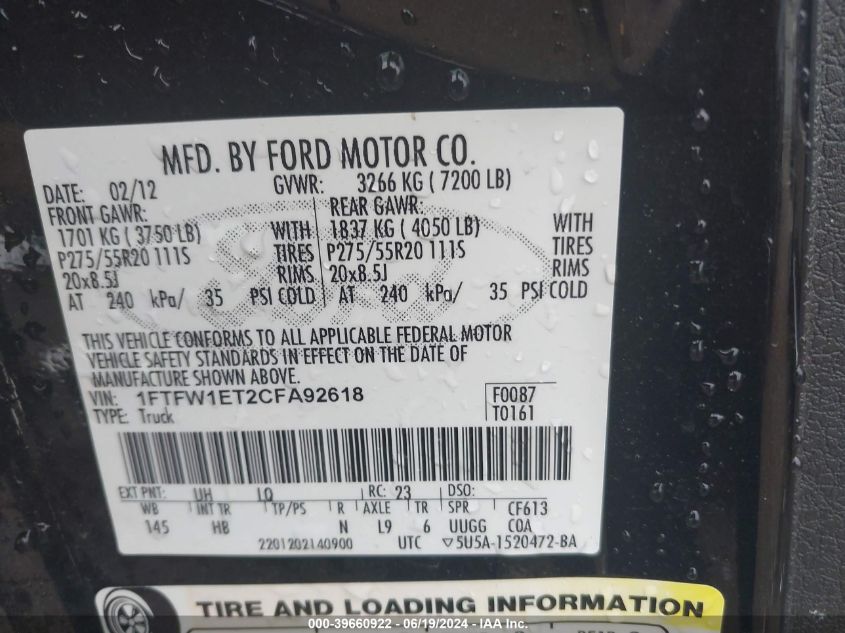 MFD. BY FORD MOTOR CO.
DATE: 02/12 GVWR: 3266 KG ( 7200 LB)
FRONT GAWR: REAR GAWR:
1701 KG ( 3750 LB) WITH 1837 KG ( 4050 LB) WITH
P275/55R20 111S TIRES P275/55R20 111S TIRES
20x8.5J RIMS 20x8.5J RIMS
AT 240 kPa/ 35 PSI COLD AT 240 kPa/ 35 PSI COLD
THIS VEHICLE CONFORMS TO ALL APPLICABLE FEDERAL MOTOR
VEHICLE SAFETY STANDARDS IN EFFECT ON THE DATE OF
MANUFACTURE SHOWN ABOVE.
VIN: 1FTFW1ET2CFA92618 F0087
TYPE: Truck T0161
EXT PNT: UH LQ RC: 23 DSO:
WB INT TR TP/PS R AXLE TR SPR CF613
145 HB N L9 6 UUGG COA
2201202140900 UTC ▽5U5A-1520472-BA
TIRE AND LOADING INFORMATION
000-39660922 - 06/19/2024 - IAA Inc.